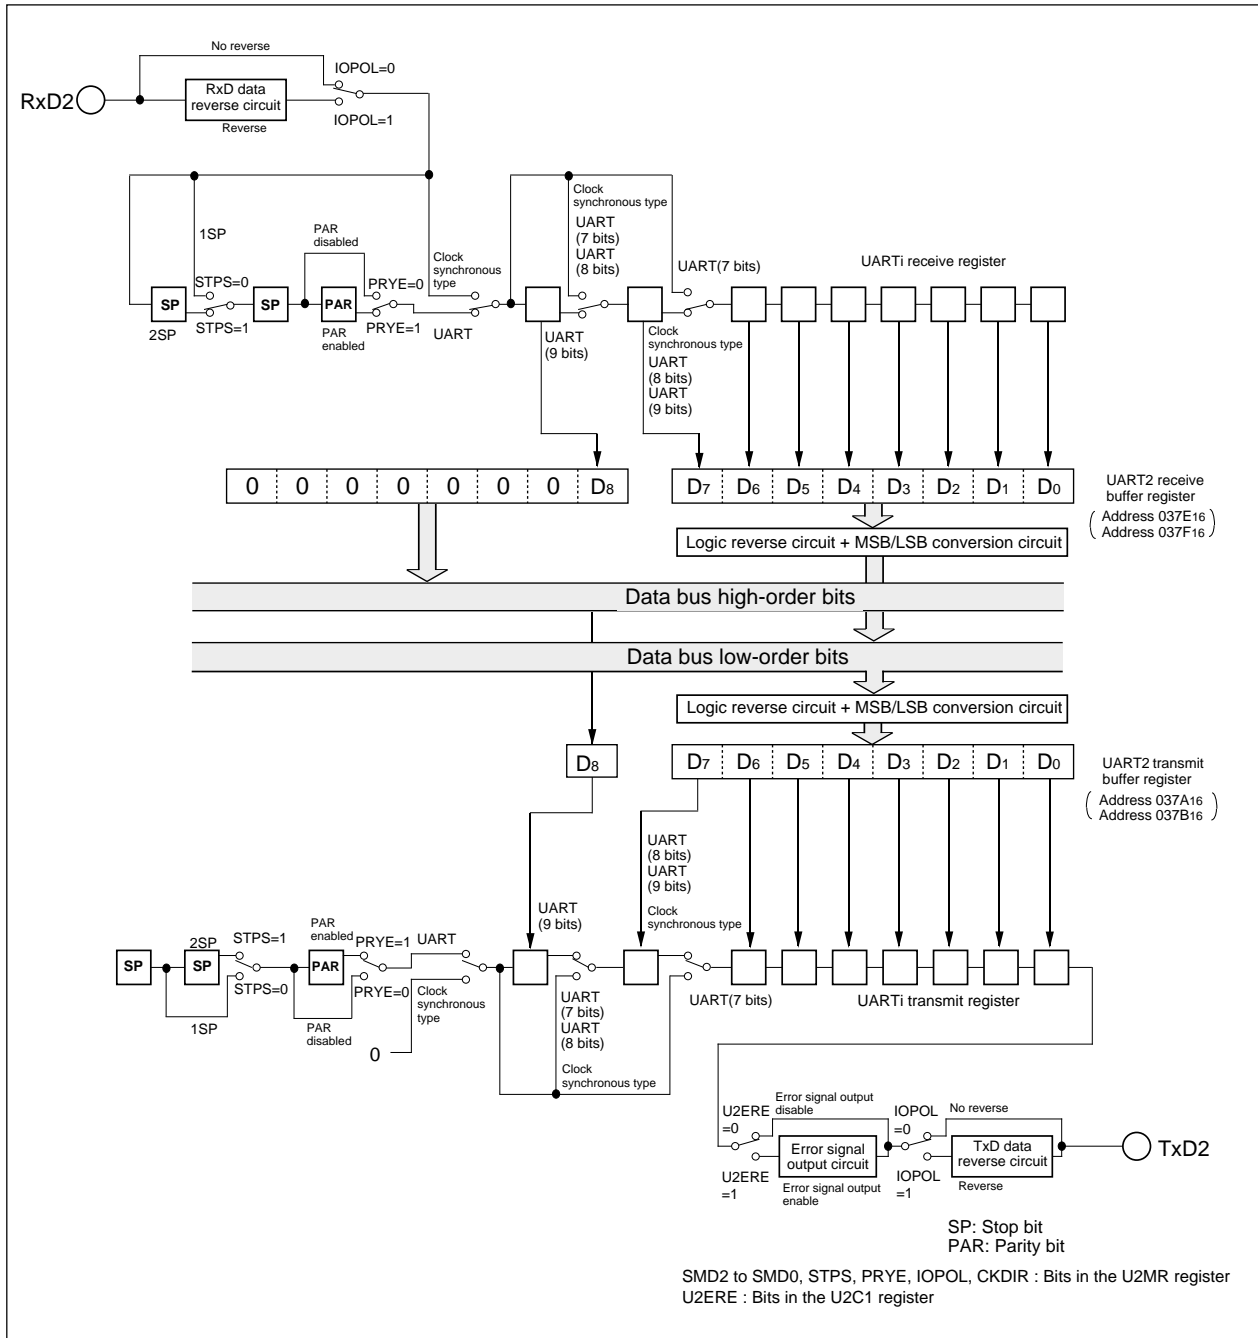 No reverse
IOPOL=0
RxD2
RxD data
reverse circuit
Reverse
IOPOL=1
Clock
synchronous type
1SP
PAR
disabled
UART
(7 bits)
UART
(8 bits)
Clock
synchronous
type
UART(7 bits)
UARTi receive register
STPS=0
PRYE=0
SP
SP
PAR
2SP
STPS=1
PAR
enabled
PRYE=1
UART
UART
(9 bits)
Clock
synchronous type
UART
(8 bits)
UART
(9 bits)
0 0 0 0 0 0 0 D8
D7 D6 D5 D4 D3 D2 D1 D0
UART2 receive
buffer register
( Address 037E16 )
( Address 037F16 )
Logic reverse circuit + MSB/LSB conversion circuit
Data bus high-order bits
Data bus low-order bits
Logic reverse circuit + MSB/LSB conversion circuit
D8
D7 D6 D5 D4 D3 D2 D1 D0
UART2 transmit
buffer register
( Address 037A16 )
( Address 037B16 )
UART
(8 bits)
UART
(9 bits)
Clock
synchronous type
UART
(9 bits)
PAR
enabled
2SP
STPS=1
PRYE=1
UART
SP
SP
PAR
STPS=0
PRYE=0
Clock
synchronous
type
1SP
PAR
disabled
0
UART
(7 bits)
UART
(8 bits)
Clock
synchronous type
UART(7 bits)
UARTi transmit register
U2ERE
=0
Error signal output
disable
IOPOL
=0
No reverse
Error signal
output circuit
TxD data
reverse circuit
TxD2
U2ERE
=1
Error signal output
enable
IOPOL
=1
Reverse
SP: Stop bit
PAR: Parity bit
SMD2 to SMD0, STPS, PRYE, IOPOL, CKDIR : Bits in the U2MR register
U2ERE : Bits in the U2C1 register